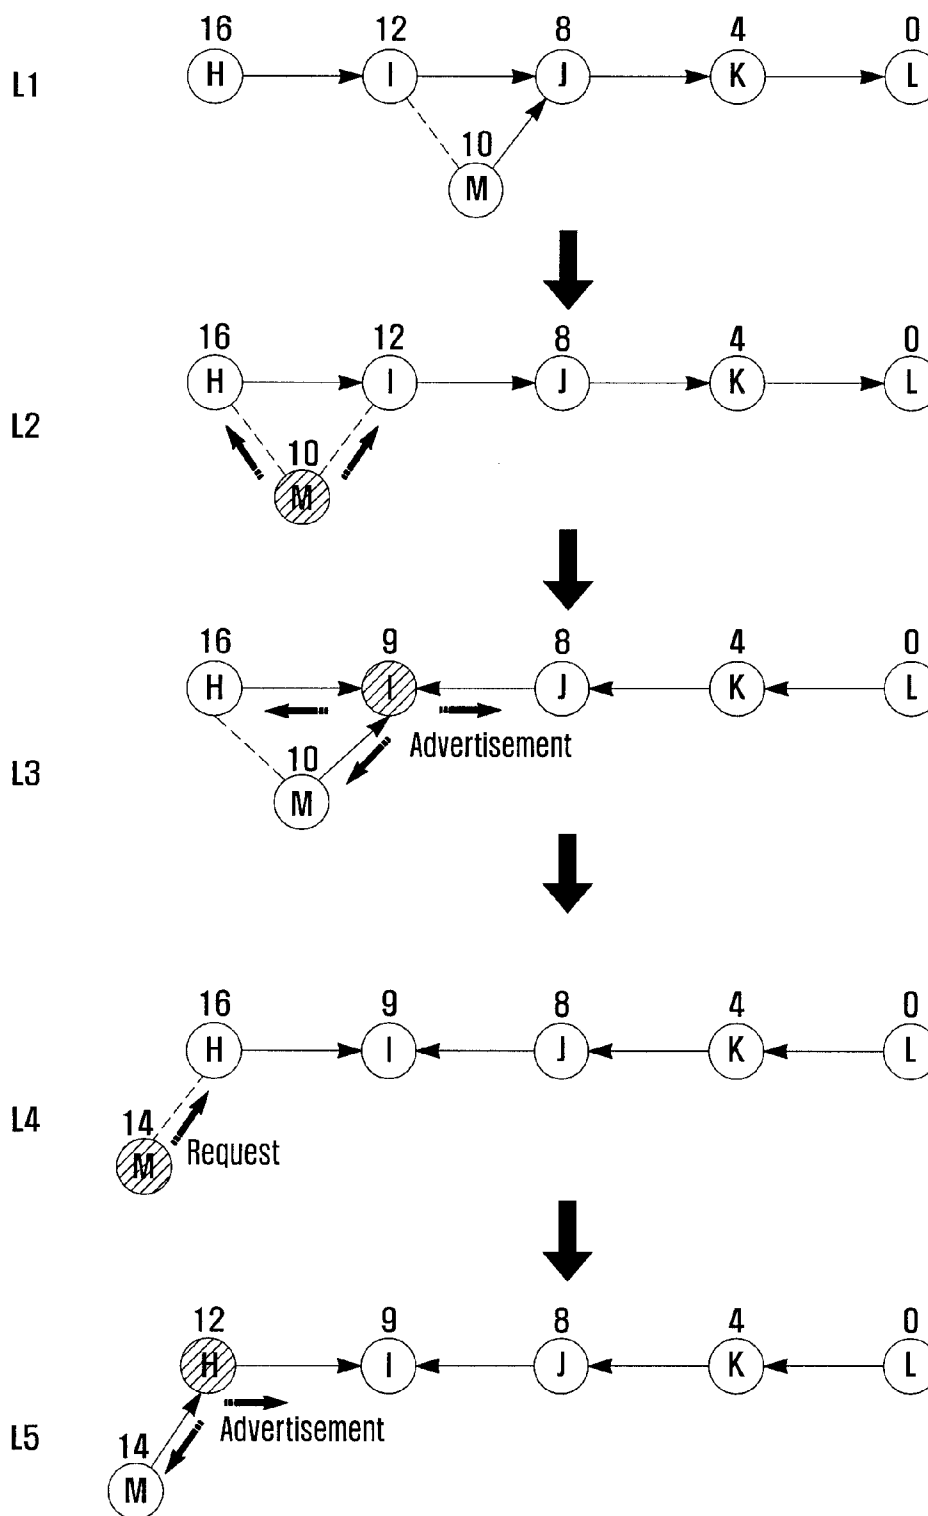 16 12 8 4 0
L1 H I J K L
10
M
16 12 8 4 0
H I J K L
L2
10
M
16 9 8 4 0
H I J K L
Advertisement
L3
10
M
16 9 8 4 0
H I J K L
L4
14
M Request
12 9 8 4 0
H I J K L
Advertisement
L5
14
M